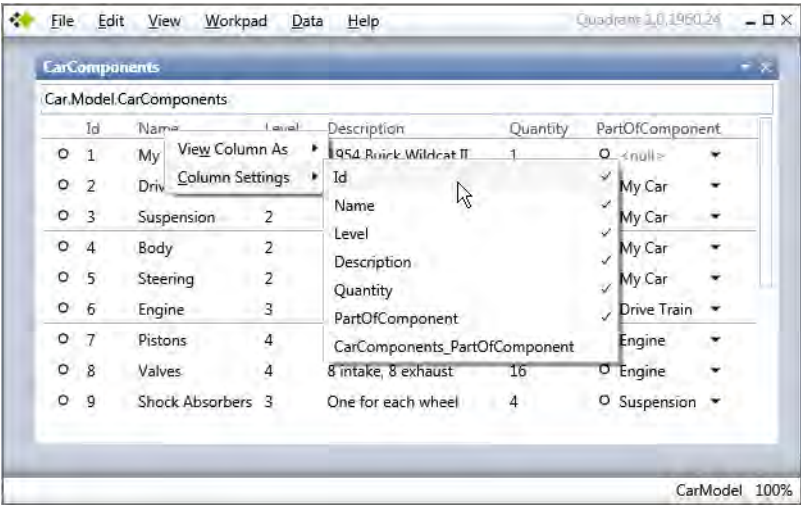 File Edit View Workpad Data Help Quadrant 1.0.1960.24
CarComponents
Car.Model.CarComponents
Id Name Level Description Quantity PartOfComponent
1 My 1954 Buick Wildcat II 1 <null>
View Column As
Column Settings
2 Driv My Car
3 Suspension 2 My Car
4 Body 2 My Car
5 Steering 2 My Car
6 Engine 3 Drive Train
7 Pistons 4 Engine
8 Valves 4 8 intake, 8 exhaust 16 Engine
9 Shock Absorbers 3 One for each wheel 4 Suspension
Id
Name
Level
Description
Quantity
PartOfComponent
CarComponents_PartOfComponent
CarModel 100%